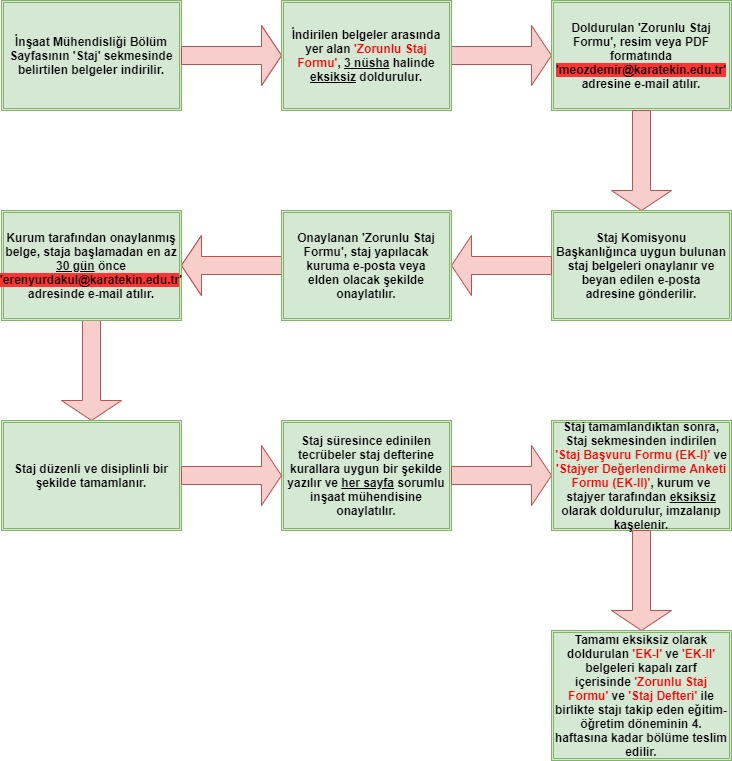 İnşaat Mühendisliği Bölüm
Sayfasının 'Staj' sekmesinde
belirtilen belgeler indirilir.
İndirilen belgeler arasında
yer alan 'Zorunlu Staj
Formu', 3 nüsha halinde
eksiksiz doldurulur.
Doldurulan 'Zorunlu Staj
Formu', resim veya PDF
formatında
'meozdemir@karatekin.edu.tr'
adresine e-mail atılır.
Staj Komisyonu
Başkanlığınca uygun bulunan
staj belgeleri onaylanır ve
beyan edilen e-posta
adresine gönderilir.
Onaylanan 'Zorunlu Staj
Formu', staj yapılacak
kuruma e-posta veya
elden olacak şekilde
onaylatılır.
Kurum tarafından onaylanmış
belge, staja başlamadan en az
30 gün önce
'erenyurdakul@karatekin.edu.tr'
adresinde e-mail atılır.
Staj düzenli ve disiplinli bir
şekilde tamamlanır.
Staj süresince edinilen
tecrübeler staj defterine
kurallara uygun bir şekilde
yazılır ve her sayfa sorumlu
inşaat mühendisine
onaylatılır.
Staj tamamlandıktan sonra,
Staj sekmesinden indirilen
'Staj Başvuru Formu (EK-I)' ve
'Stajyer Değerlendirme Anketi
Formu (EK-II)', kurum ve
stajyer tarafından eksiksiz
olarak doldurulur, imzalanıp
kaşelenir.
Tamamı eksiksiz olarak
doldurulan 'EK-I' ve 'EK-II'
belgeleri kapalı zarf
içerisinde 'Zorunlu Staj
Formu' ve 'Staj Defteri' ile
birlikte stajı takip eden eğitim-
öğretim döneminin 4.
haftasına kadar bölüme teslim
edilir.